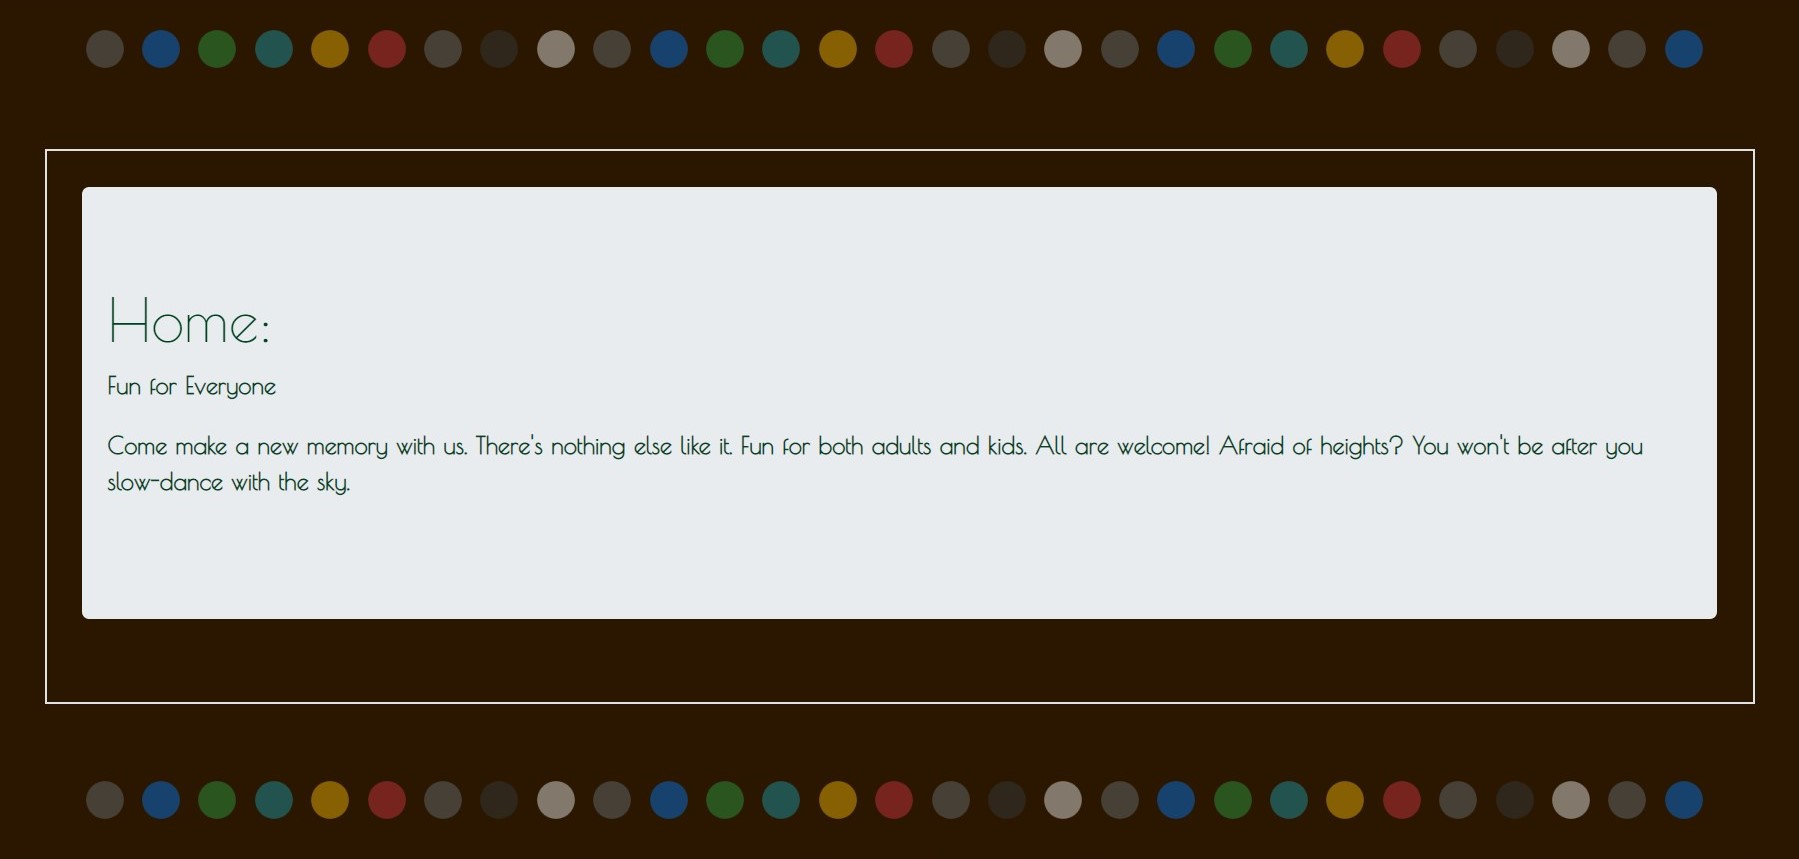 Home:
Fun for Everyone
Come make a new memory with us. There's nothing else like it. Fun for both adults and kids. All are welcome! Afraid of heights? You won't be after you
slow-dance with the sky.